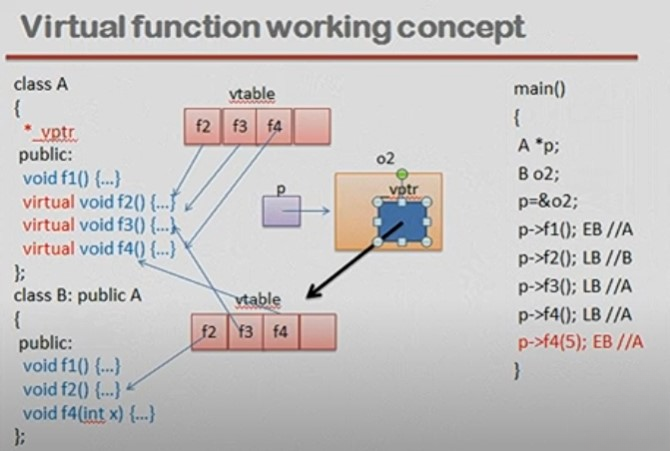 Virtual function working concept
class A
{
* _vptr
public:
void f1() {...}
virtual void f2() {...}
virtual void f3() {...}
virtual void f4() {...}
};
class B: public A
{
public:
void f1() {...}
void f2() {...}
void f4(int x) {...}
};
vtable
f2 f3 f4
p
o2
_vptr
vtable
f2 f3 f4
main()
{
A *p;
B o2;
p=&o2;
p->f1(); EB //A
p->f2(); LB //B
p->f3(); LB //A
p->f4(); LB //A
p->f4(5); EB //A
}